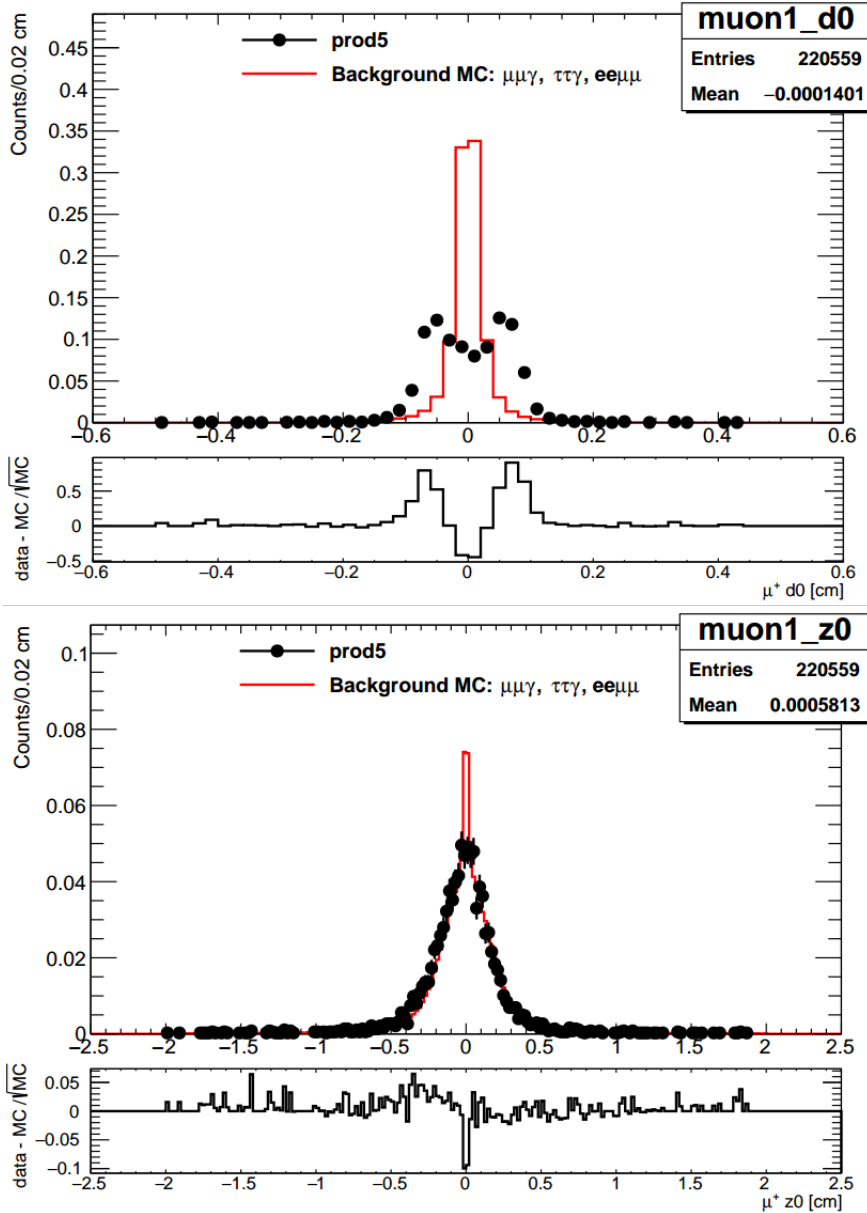 muon1_d0
Entries 220559
Mean −0.0001401
prod5
Background MC: μμγ, ττγ, eeμμ
Counts/0.02 cm
0.45
0.4
0.35
0.3
0.25
0.2
0.15
0.1
0.05
0
−0.6 −0.4 −0.2 0 0.2 0.4 0.6
data - MC /√MC
0.5
0
−0.5
−0.6 −0.4 −0.2 0 0.2 0.4 0.6
μ⁺ d0 [cm]
muon1_z0
Entries 220559
Mean 0.0005813
prod5
Background MC: μμγ, ττγ, eeμμ
Counts/0.02 cm
0.1
0.08
0.06
0.04
0.02
0
−2.5 −2 −1.5 −1 −0.5 0 0.5 1 1.5 2 2.5
data - MC /√MC
0.05
0
−0.05
−0.1
−2.5 −2 −1.5 −1 −0.5 0 0.5 1 1.5 2 2.5
μ⁺ z0 [cm]